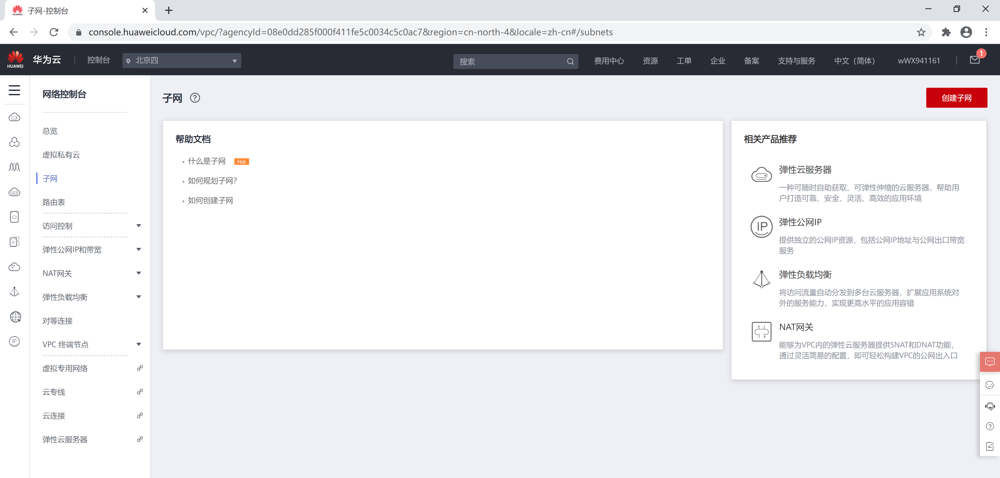 子网-控制台
console.huaweicloud.com/vpc/?agencyId=08e0dd285f000f411fe5c0034c5c0ac7&region=cn-north-4&locale=zh-cn#/subnets
HUAWEI
华为云
控制台
北京四
搜索
费用中心
资源
工单
企业
备案
支持与服务
中文（简体）
wWX941161
1
网络控制台
总览
虚拟私有云
子网
路由表
访问控制
弹性公网IP和带宽
NAT网关
弹性负载均衡
对等连接
VPC 终端节点
虚拟专用网络
云专线
云连接
弹性云服务器
子网
创建子网
帮助文档
什么是子网 Hot
如何规划子网?
如何创建子网
相关产品推荐
弹性云服务器
一种可随时自助获取、可弹性伸缩的云服务器，帮助用
户打造可靠、安全、灵活、高效的应用环境
IP
弹性公网IP
提供独立的公网IP资源，包括公网IP地址与公网出口带宽
服务
弹性负载均衡
将访问流量自动分发到多台云服务器，扩展应用系统对
外的服务能力，实现更高水平的应用容错
NAT网关
能够为VPC内的弹性云服务器提供SNAT和DNAT功能，
通过灵活简易的配置，即可轻松构建VPC的公网出入口